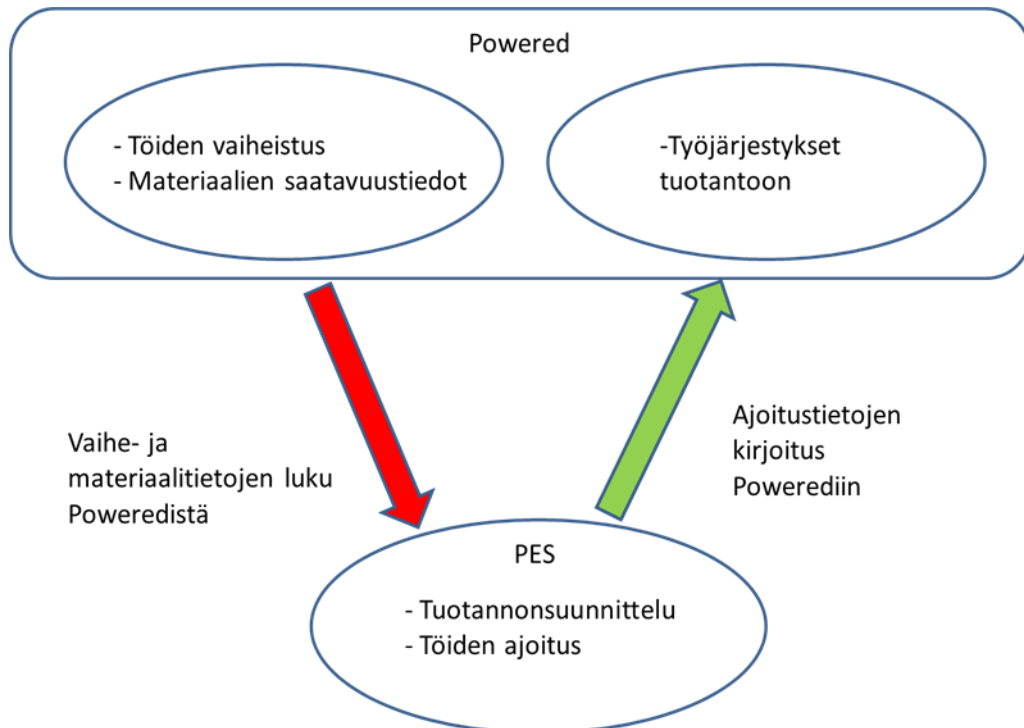 Powered
- Töiden vaiheistus
- Materiaalien saatavuustiedot
-Työjärjestykset
tuotantoon
Vaihe- ja
materiaalitietojen luku
Poweredistä
Ajoitustietojen
kirjoitus
Powerediin
PES
- Tuotannonsuunnittelu
- Töiden ajoitus